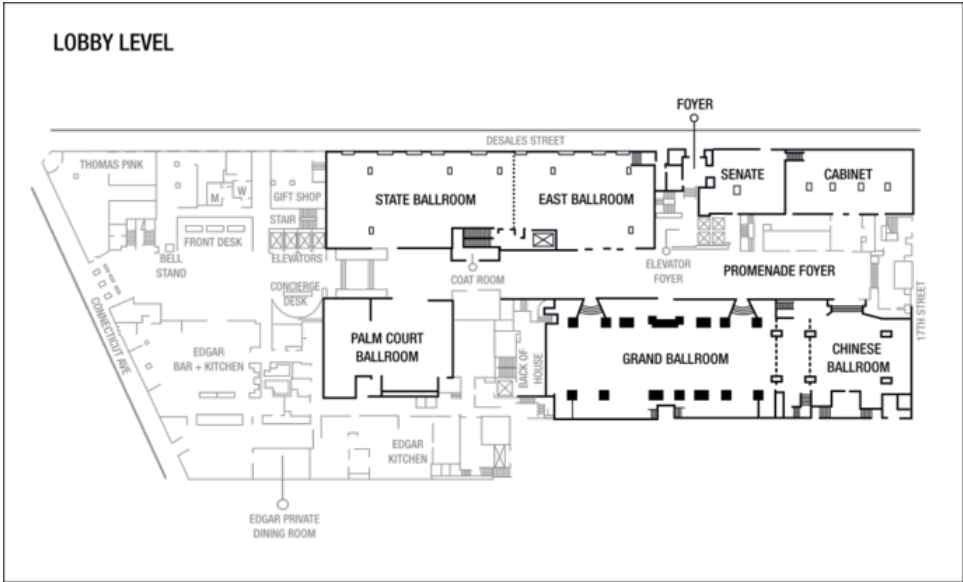 LOBBY LEVEL
FOYER
DESALES STREET
THOMAS PINK
M
W
GIFT SHOP
STATE BALLROOM
EAST BALLROOM
SENATE
CABINET
STAIR
FRONT DESK
BELL
STAND
ELEVATORS
COAT ROOM
ELEVATOR
FOYER
PROMENADE FOYER
CONCIERGE
DESK
CONNECTICUT AVE
17TH STREET
PALM COURT
BALLROOM
EDGAR
BAR + KITCHEN
BACK OF
HOUSE
GRAND BALLROOM
CHINESE
BALLROOM
EDGAR
KITCHEN
EDGAR PRIVATE
DINING ROOM